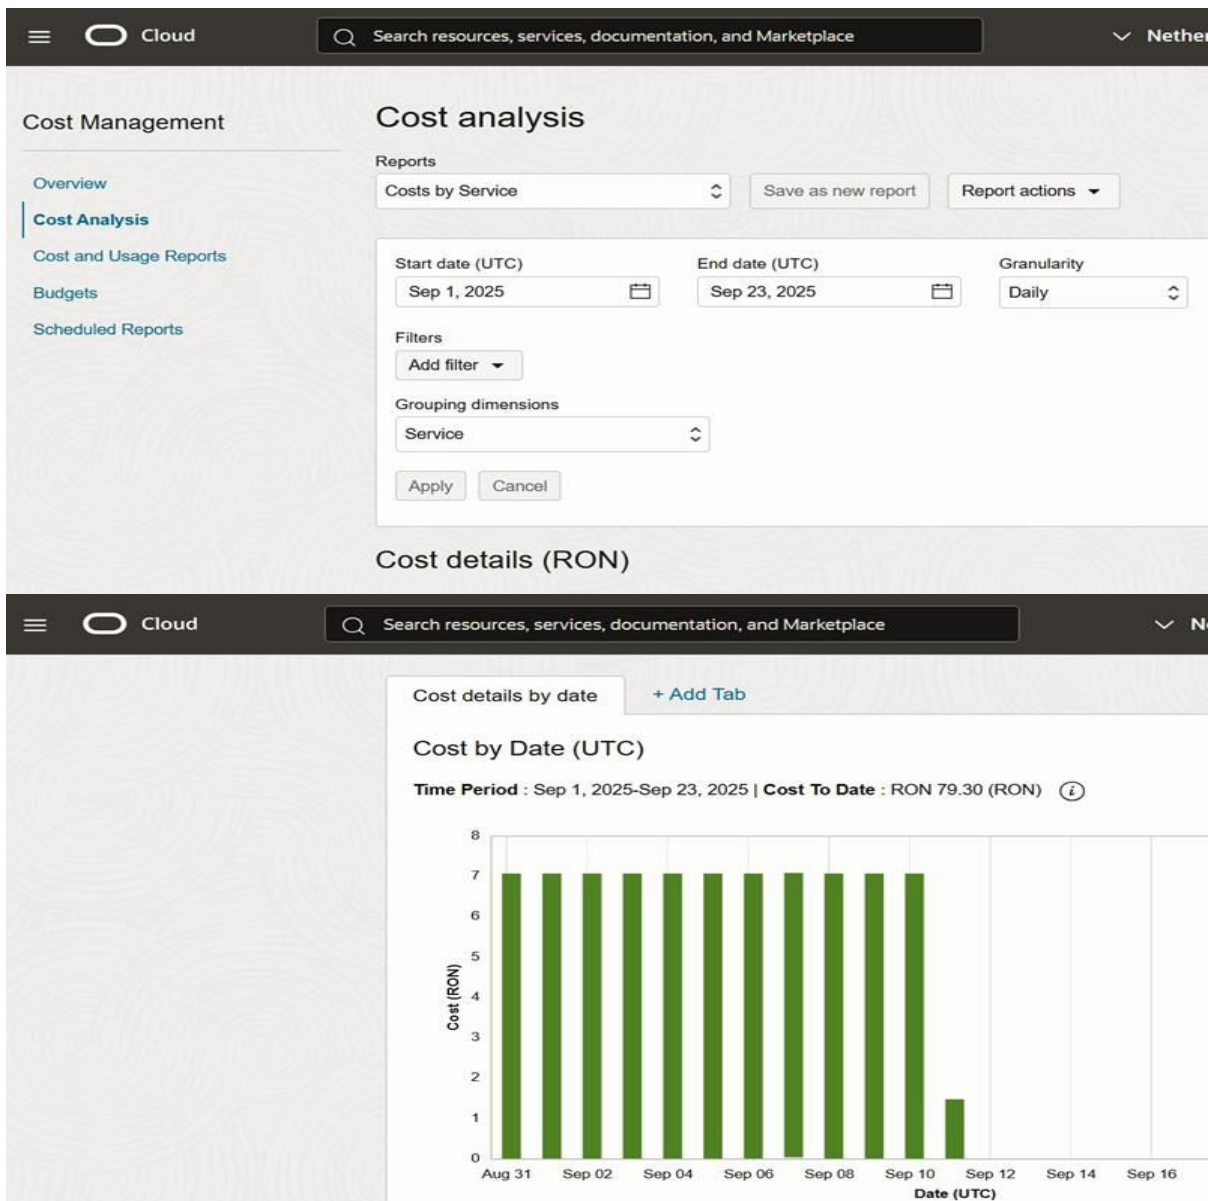 Cloud
Search resources, services, documentation, and Marketplace
Nether
Cost Management
Overview
Cost Analysis
Cost and Usage Reports
Budgets
Scheduled Reports
Cost analysis
Reports
Costs by Service
Save as new report
Report actions
Start date (UTC)
End date (UTC)
Granularity
Sep 1, 2025
Sep 23, 2025
Daily
Filters
Add filter
Grouping dimensions
Service
Apply
Cancel
Cost details (RON)
Cloud
Search resources, services, documentation, and Marketplace
Ne
Cost details by date
+ Add Tab
Cost by Date (UTC)
Time Period : Sep 1, 2025-Sep 23, 2025 | Cost To Date : RON 79.30 (RON)
8
7
6
5
4
3
2
1
0
Cost (RON)
Aug 31
Sep 02
Sep 04
Sep 06
Sep 08
Sep 10
Sep 12
Sep 14
Sep 16
Date (UTC)